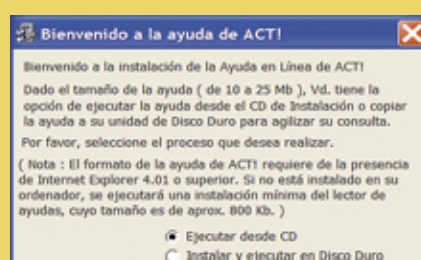 Bienvenido a la ayuda de ACT!
Bienvenido a la instalación de la Ayuda en Línea de ACT!
Dado el tamaño de la ayuda ( de 10 a 25 Mb ), Vd. tiene la
opción de ejecutar la ayuda desde el CD de Instalación o copiar
la ayuda a su unidad de Disco Duro para agilizar su consulta.
Por favor, seleccione el proceso que desea realizar.
( Nota : El formato de la ayuda de ACT! requiere de la presencia
de Internet Explorer 4.01 o superior. Si no está instalado en su
ordenador, se ejecutará una instalación mínima del lector de
ayudas, cuyo tamaño es de aprox. 800 Kb. )
Ejecutar desde CD
Instalar y ejecutar en Disco Duro